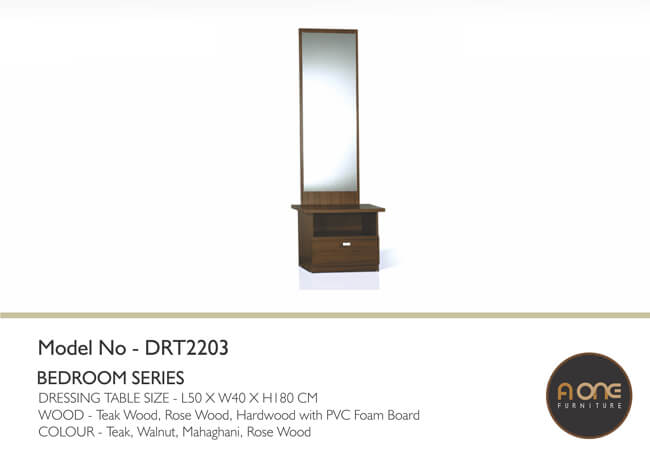 Model No - DRT2203
BEDROOM SERIES
DRESSING TABLE SIZE - L50 X W40 X H180 CM
WOOD - Teak Wood, Rose Wood, Hardwood with PVC Foam Board
COLOUR - Teak, Walnut, Mahaghani, Rose Wood
A ONE
FURNITURE